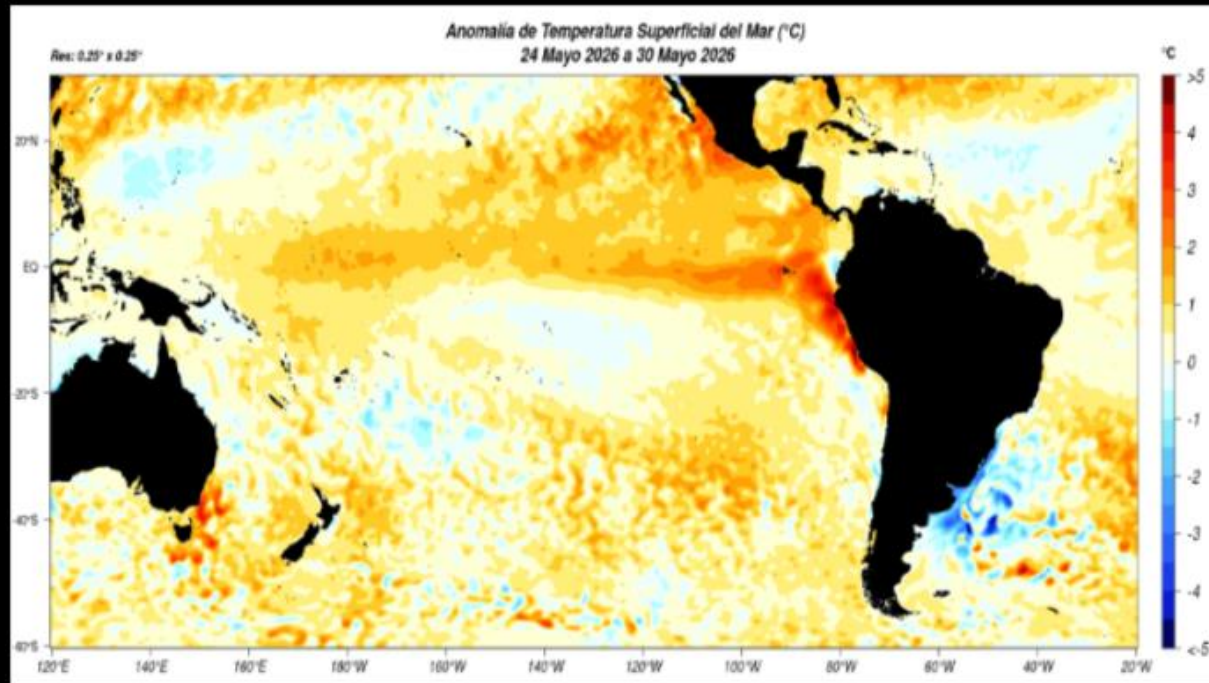 Anomalía de Temperatura Superficial del Mar (°C)
24 Mayo 2026 a 30 Mayo 2026
Res: 0.25° x 0.25°
°C
>5
4
3
2
1
0
-1
-2
-3
-4
<-5
20°N
EQ
20°S
40°S
60°S
120°E 140°E 160°E 180°W 160°W 140°W 120°W 100°W 80°W 60°W 40°W 20°W